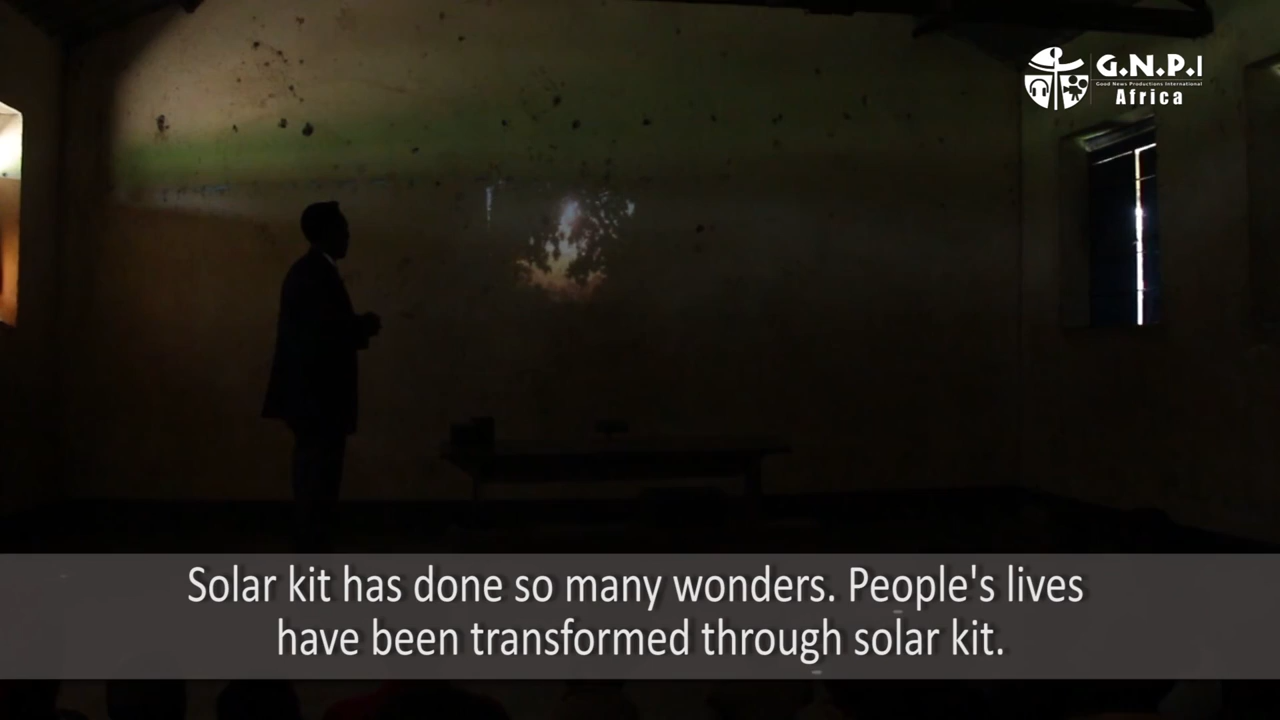 G.N.P.I
Good News Productions International
Africa
Solar kit has done so many wonders. People's lives
have been transformed through solar kit.